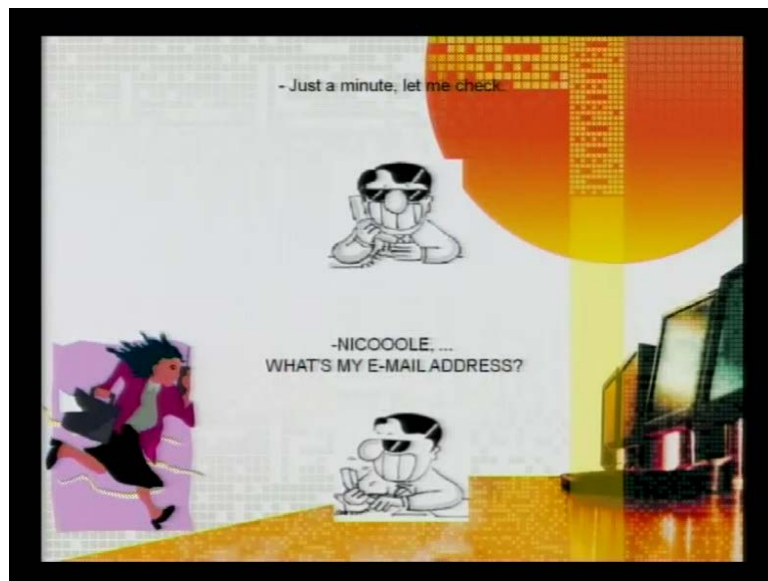 - Just a minute, let me check.
-NICOOOLE, ...
WHAT'S MY E-MAIL ADDRESS?